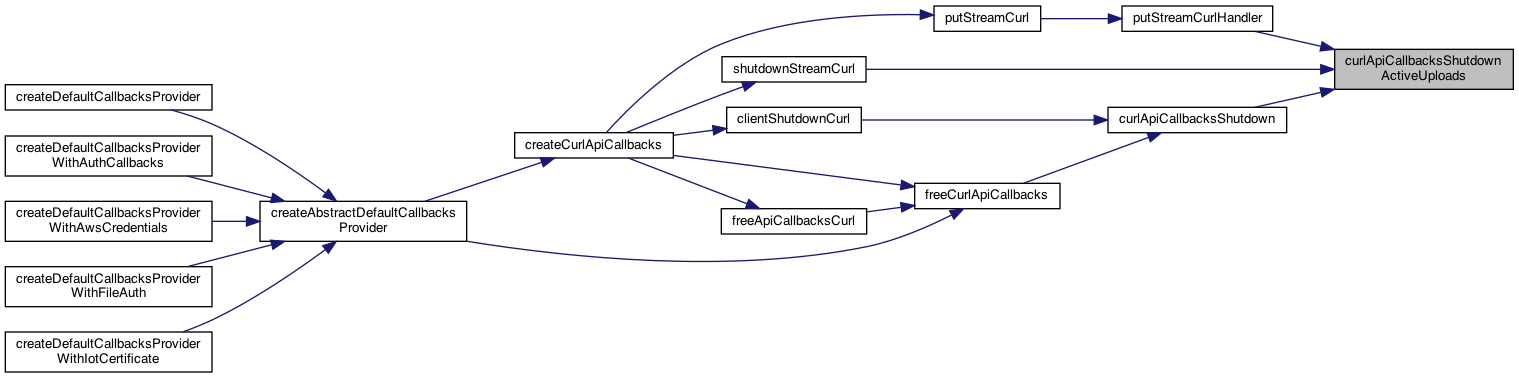 putStreamCurl
putStreamCurlHandler
curlApiCallbacksShutdown
ActiveUploads
shutdownStreamCurl
clientShutdownCurl
curlApiCallbacksShutdown
createCurlApiCallbacks
freeCurlApiCallbacks
freeApiCallbacksCurl
createAbstractDefaultCallbacks
Provider
createDefaultCallbacksProvider
createDefaultCallbacksProvider
WithAuthCallbacks
createDefaultCallbacksProvider
WithAwsCredentials
createDefaultCallbacksProvider
WithFileAuth
createDefaultCallbacksProvider
WithIotCertificate